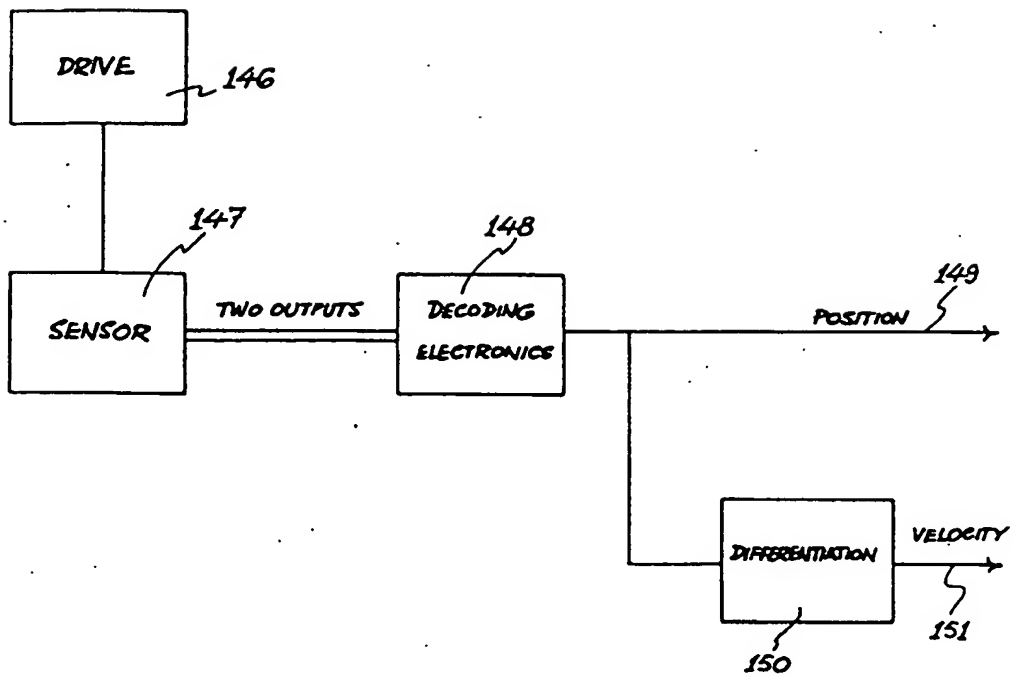 DRIVE
146
147
148
SENSOR
TWO OUTPUTS
DECODING
ELECTRONICS
POSITION
149
DIFFERENTIATION
VELOCITY
151
150